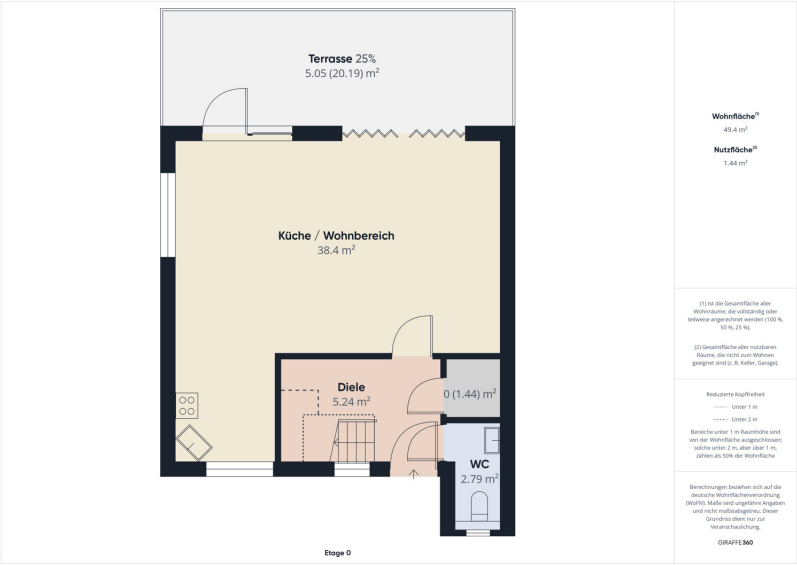 Terrasse 25%
5.05 (20.19) m²
Küche / Wohnbereich
38.4 m²
Diele
5.24 m²
0 (1.44) m²
WC
2.79 m²
Etage 0
Wohnfläche⁽¹⁾
49.4 m²
Nutzfläche⁽²⁾
1.44 m²
(1) Ist die Gesamtfläche aller
Wohnräume, die vollständig oder
teilweise angerechnet werden (100 %,
50 %, 25 %).
(2) Gesamtfläche aller nutzbaren
Räume, die nicht zum Wohnen
geeignet sind (z. B. Keller, Garage).
Reduzierte Kopffreiheit
Unter 1 m
Unter 2 m
Bereiche unter 1 m Raumhöhe sind
von der Wohnfläche ausgeschlossen;
solche unter 2 m, aber über 1 m,
zählen als 50% der Wohnfläche
Berechnungen beziehen sich auf die
deutsche Wohnflächenverordnung
(WoFlV). Maße sind ungefähre Angaben
und nicht maßstabsgetreu. Dieser
Grundriss dient nur zur
Veranschaulichung.
GIRAFFE360